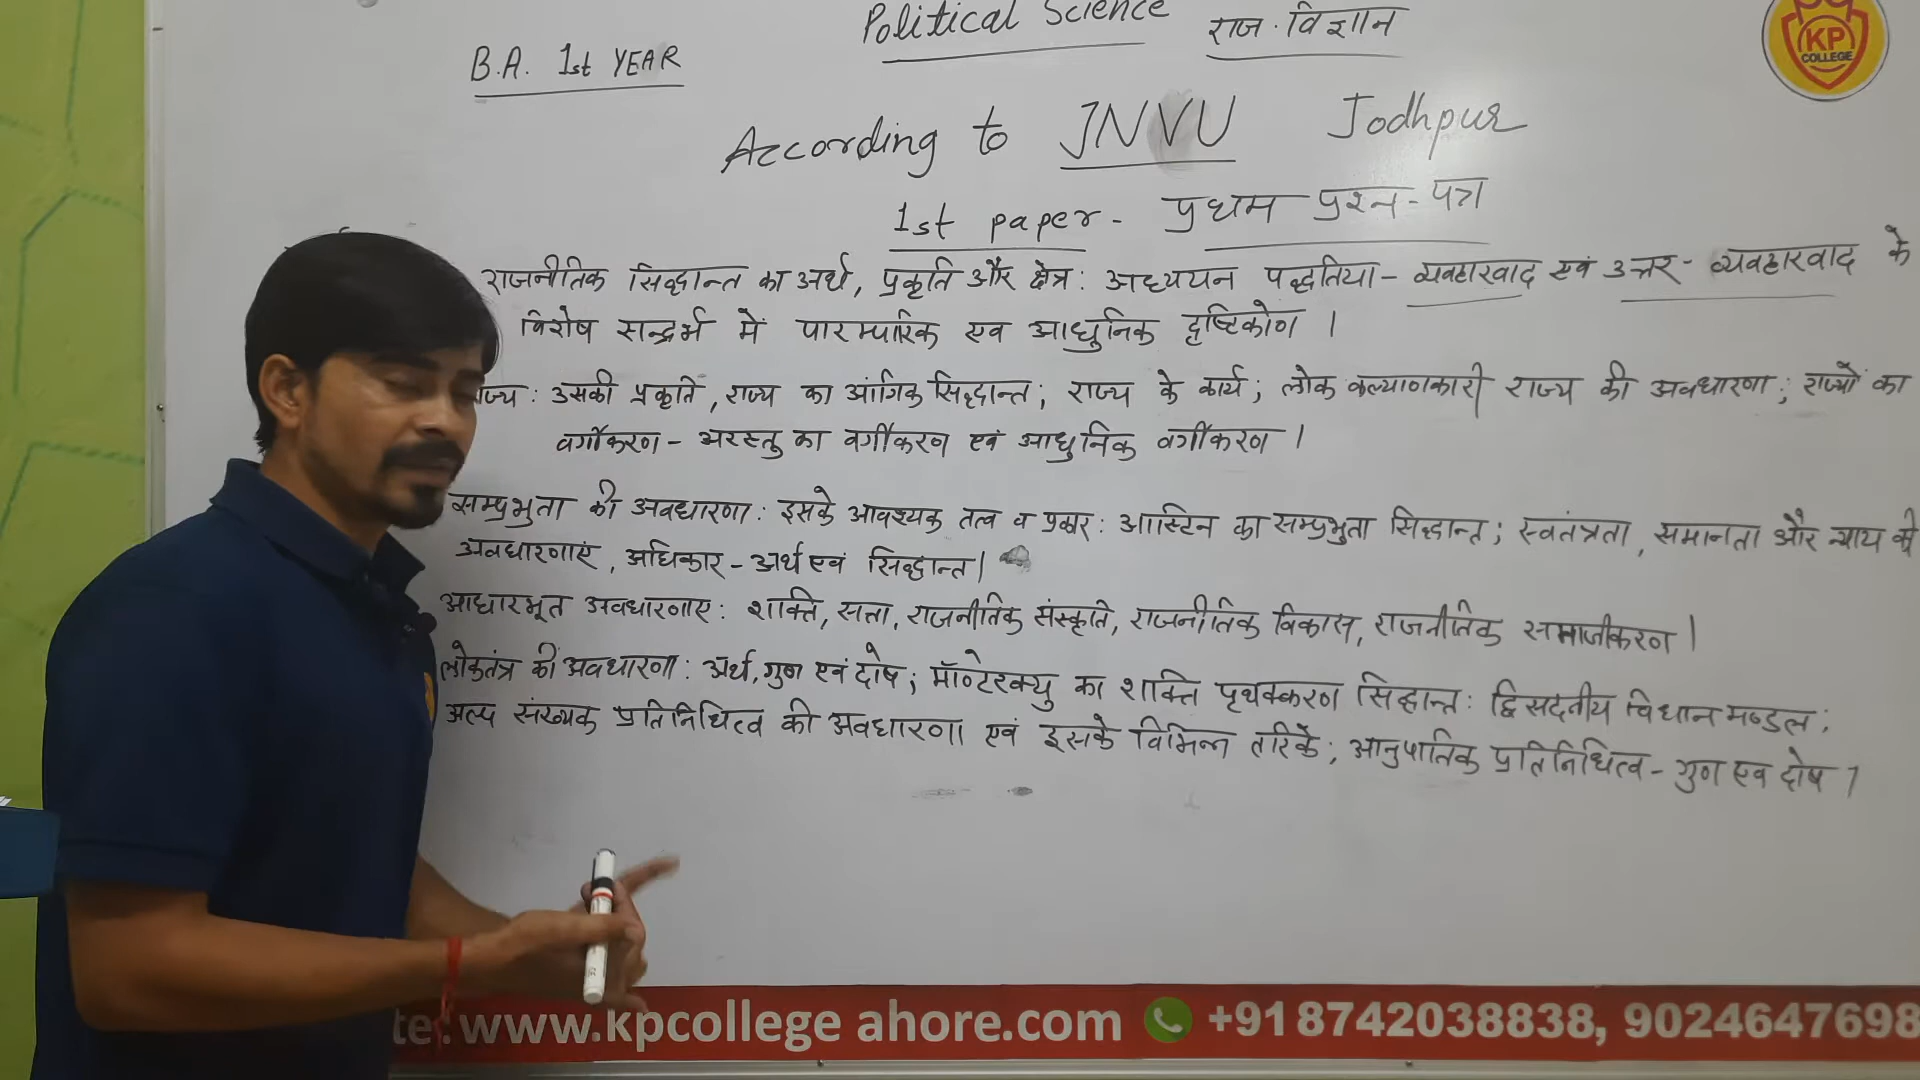 Political Science राज. विज्ञान
KP
COLLEGE
B.A. 1st YEAR
According to JNVU Jodhpur
1st paper - प्रथम प्रश्न-पत्र
राजनीतिक सिद्धान्त का अर्थ, प्रकृति और क्षेत्र: अध्ययन पद्धतिया - व्यवहारवाद एवं उत्तर - व्यवहारवाद के
विशेष सन्दर्भ में पारम्परिक एव आधुनिक दृष्टिकोण ।
ज्य: उसकी प्रकृति, राज्य का आंगिक सिद्धान्त; राज्य के कार्य; लोक कल्याणकारी राज्य की अवधारणा; राज्यों का
वर्गीकरण - अरस्तु का वर्गीकरण एवं आधुनिक वर्गीकरण ।
सम्प्रभुता की अवधारणा: इसके आवश्यक तत्व व प्रकार: आस्टिन का सम्प्रभुता सिद्धान्त; स्वतंत्रता, समानता और न्याय की
अवधारणाएं, अधिकार - अर्थ एवं सिद्धान्त।
आधारभूत अवधारणाए: शक्ति, सत्ता, राजनीतिक संस्कृति, राजनीतिक विकास, राजनीतिक समाजीकरण।
लोकतंत्र की अवधारणा: अर्थ, गुण एवं दोष; मॉण्टेस्क्यु का शक्ति पृथक्करण सिद्धान्त: द्विसदनीय विधान मण्डल;
अल्प संख्यक प्रतिनिधित्व की अवधारणा एवं इसके विभिन्न तरिके; आनुपातिक प्रतिनिधित्व - गुण एव दोष ।
te: www.kpcollege ahore.com +91 8742038838, 9024647698